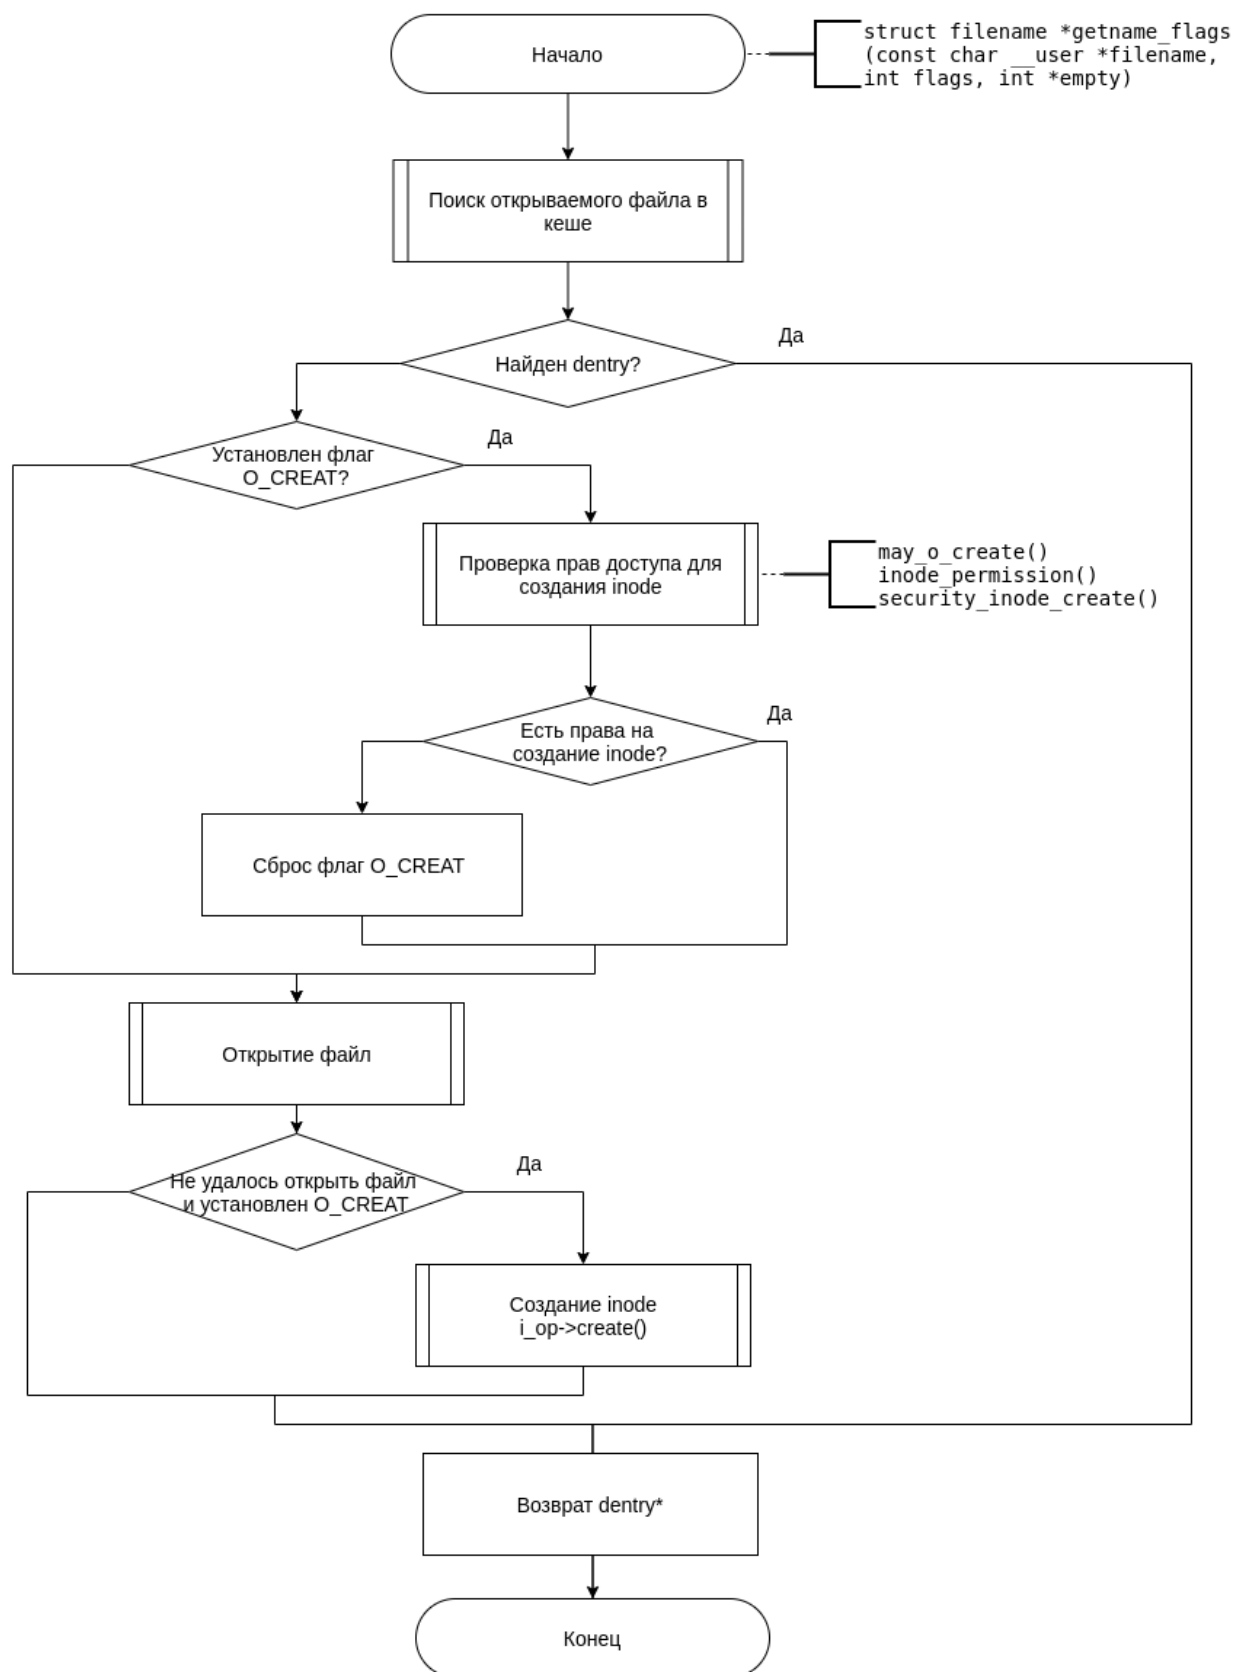 Начало
struct filename *getname_flags
(const char __user *filename,
int flags, int *empty)
Поиск открываемого файла в
кеше
Да
Найден dentry?
Да
Установлен флаг
O_CREAT?
Проверка прав доступа для
создания inode
may_o_create()
inode_permission()
security_inode_create()
Да
Есть права на
создание inode?
Сброс флаг O_CREAT
Открытие файл
Да
Не удалось открыть файл
и установлен O_CREAT
Создание inode
i_op->create()
Возврат dentry*
Конец